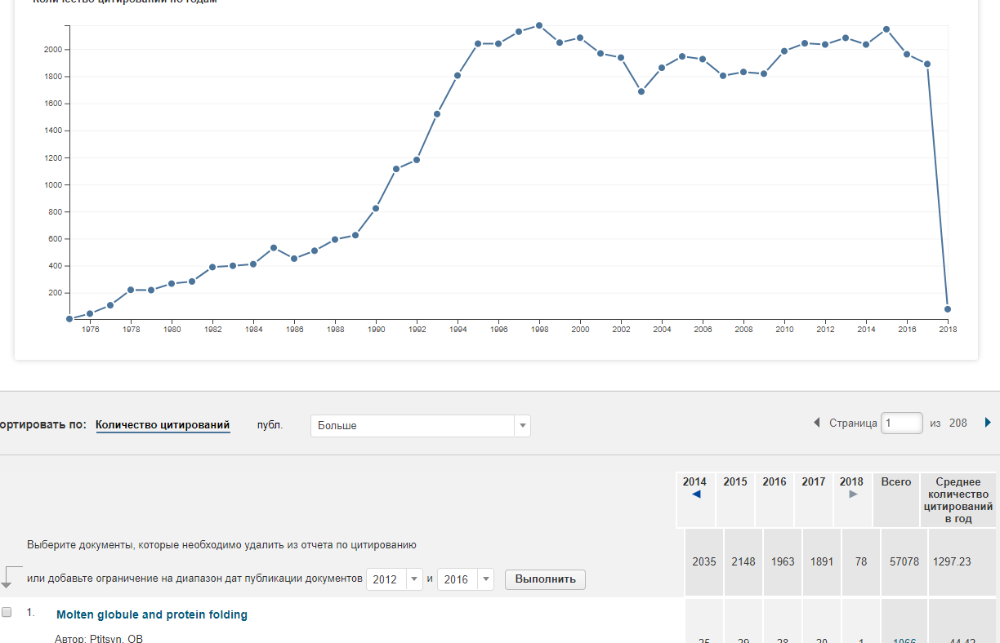 Количество цитирований по годам
2000
1800
1600
1400
1200
1000
800
600
400
200
1976 1978 1980 1982 1984 1986 1988 1990 1992 1994 1996 1998 2000 2002 2004 2006 2008 2010 2012 2014 2016 2018
ортировать по: Количество цитирований публ. Больше Страница 1 из 208
2014 2015 2016 2017 2018 Всего Среднее
количество
цитирований
в год
Выберите документы, которые необходимо удалить из отчета по цитированию
2035 2148 1963 1891 78 57078 1297.23
или добавьте ограничение на диапазон дат публикации документов 2012 и 2016 Выполнить
1. Molten globule and protein folding
Автор: Ptitsyn, OB
25 29 28 20 1 1066 44.42